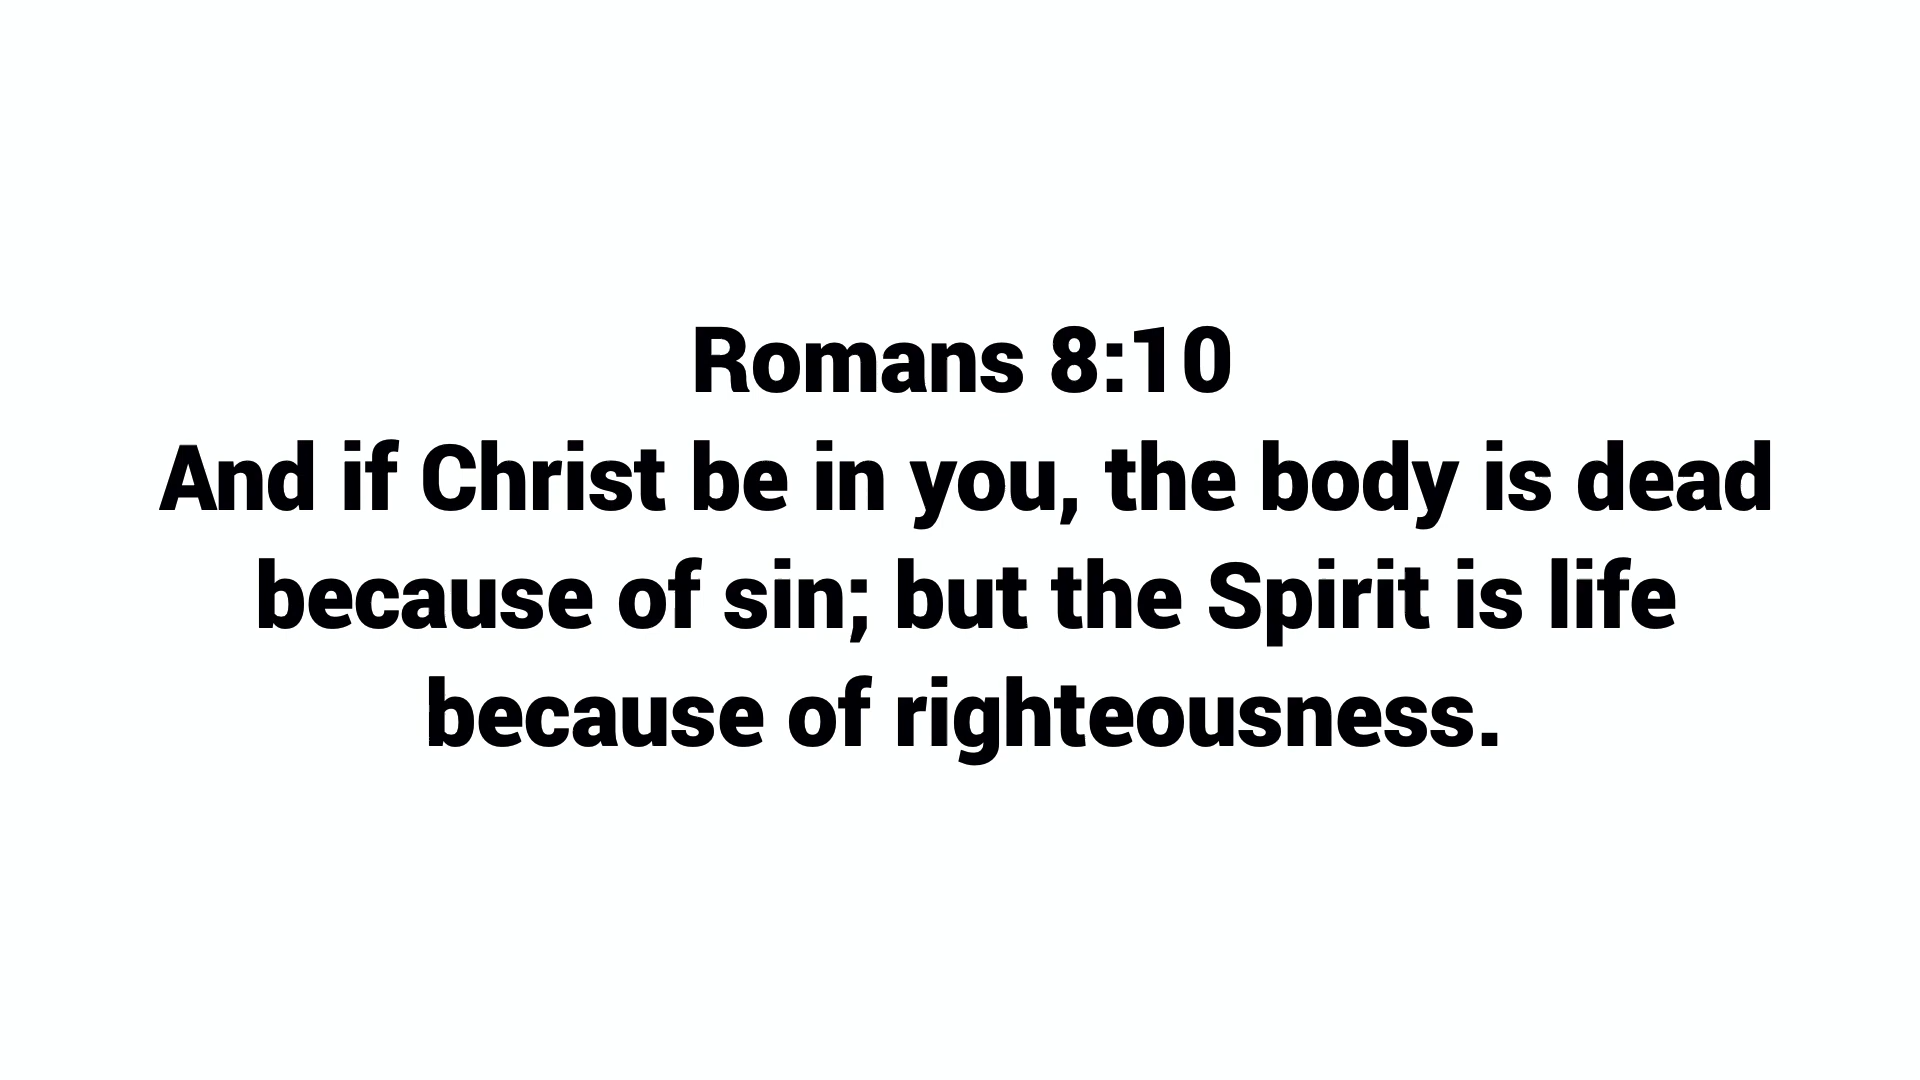 Romans 8:10
And if Christ be in you, the body is dead
because of sin; but the Spirit is life
because of righteousness.